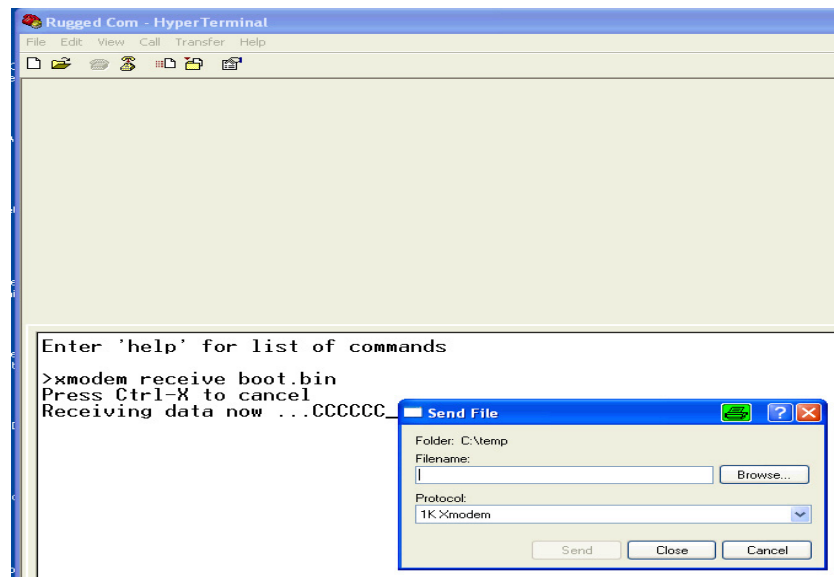 Rugged Com - HyperTerminal
File Edit View Call Transfer Help
Enter 'help' for list of commands
>xmodem receive boot.bin
Press Ctrl-X to cancel
Receiving data now ...CCCCCC_
Send File
Folder: C:\temp
Filename:
Browse...
Protocol:
1K Xmodem
Send Close Cancel